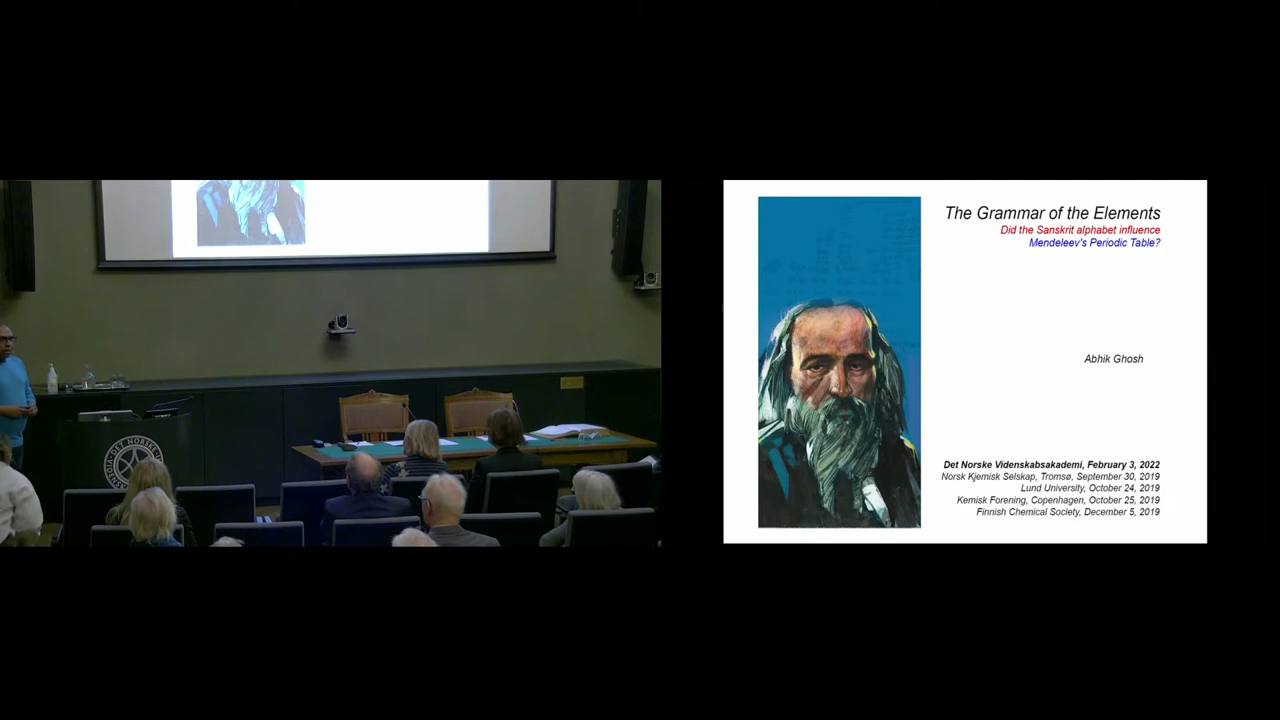 DET NORSKE
The Grammar of the Elements
Did the Sanskrit alphabet influence
Mendeleev's Periodic Table?
Abhik Ghosh
Det Norske Videnskabsakademi, February 3, 2022
Norsk Kjemisk Selskap, Tromsø, September 30, 2019
Lund University, October 24, 2019
Kemisk Forening, Copenhagen, October 25, 2019
Finnish Chemical Society, December 5, 2019